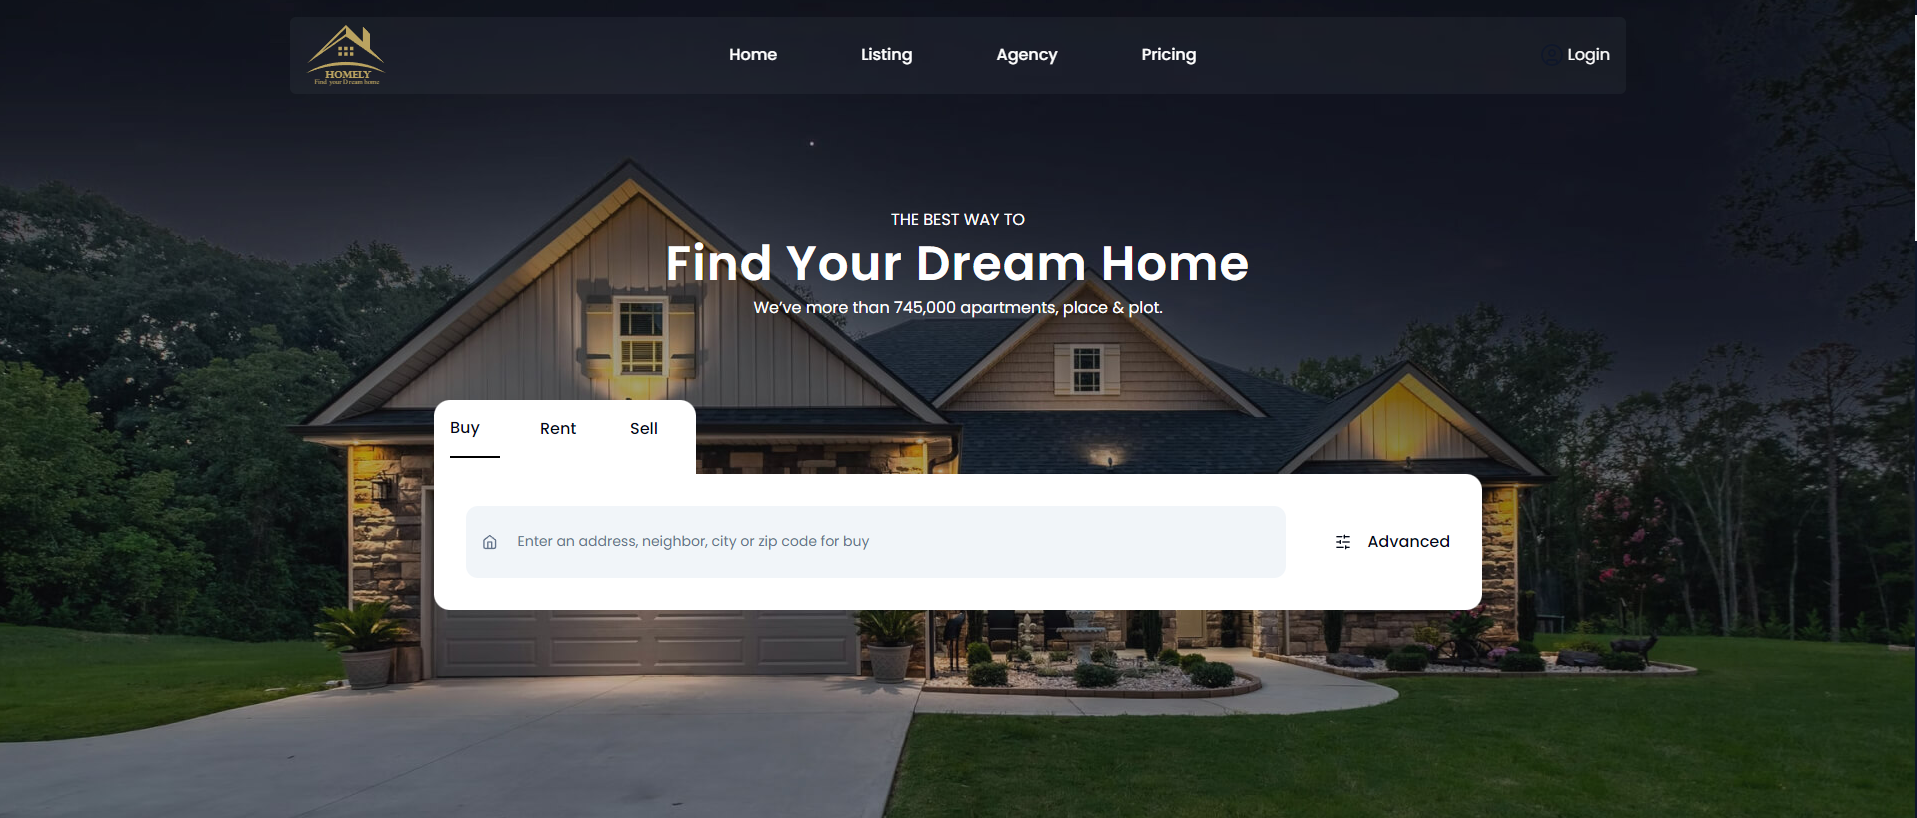 HOMELY
Find your Dream home
Home
Listing
Agency
Pricing
Login
THE BEST WAY TO
Find Your Dream Home
We’ve more than 745,000 apartments, place & plot.
Buy
Rent
Sell
Enter an address, neighbor, city or zip code for buy
Advanced